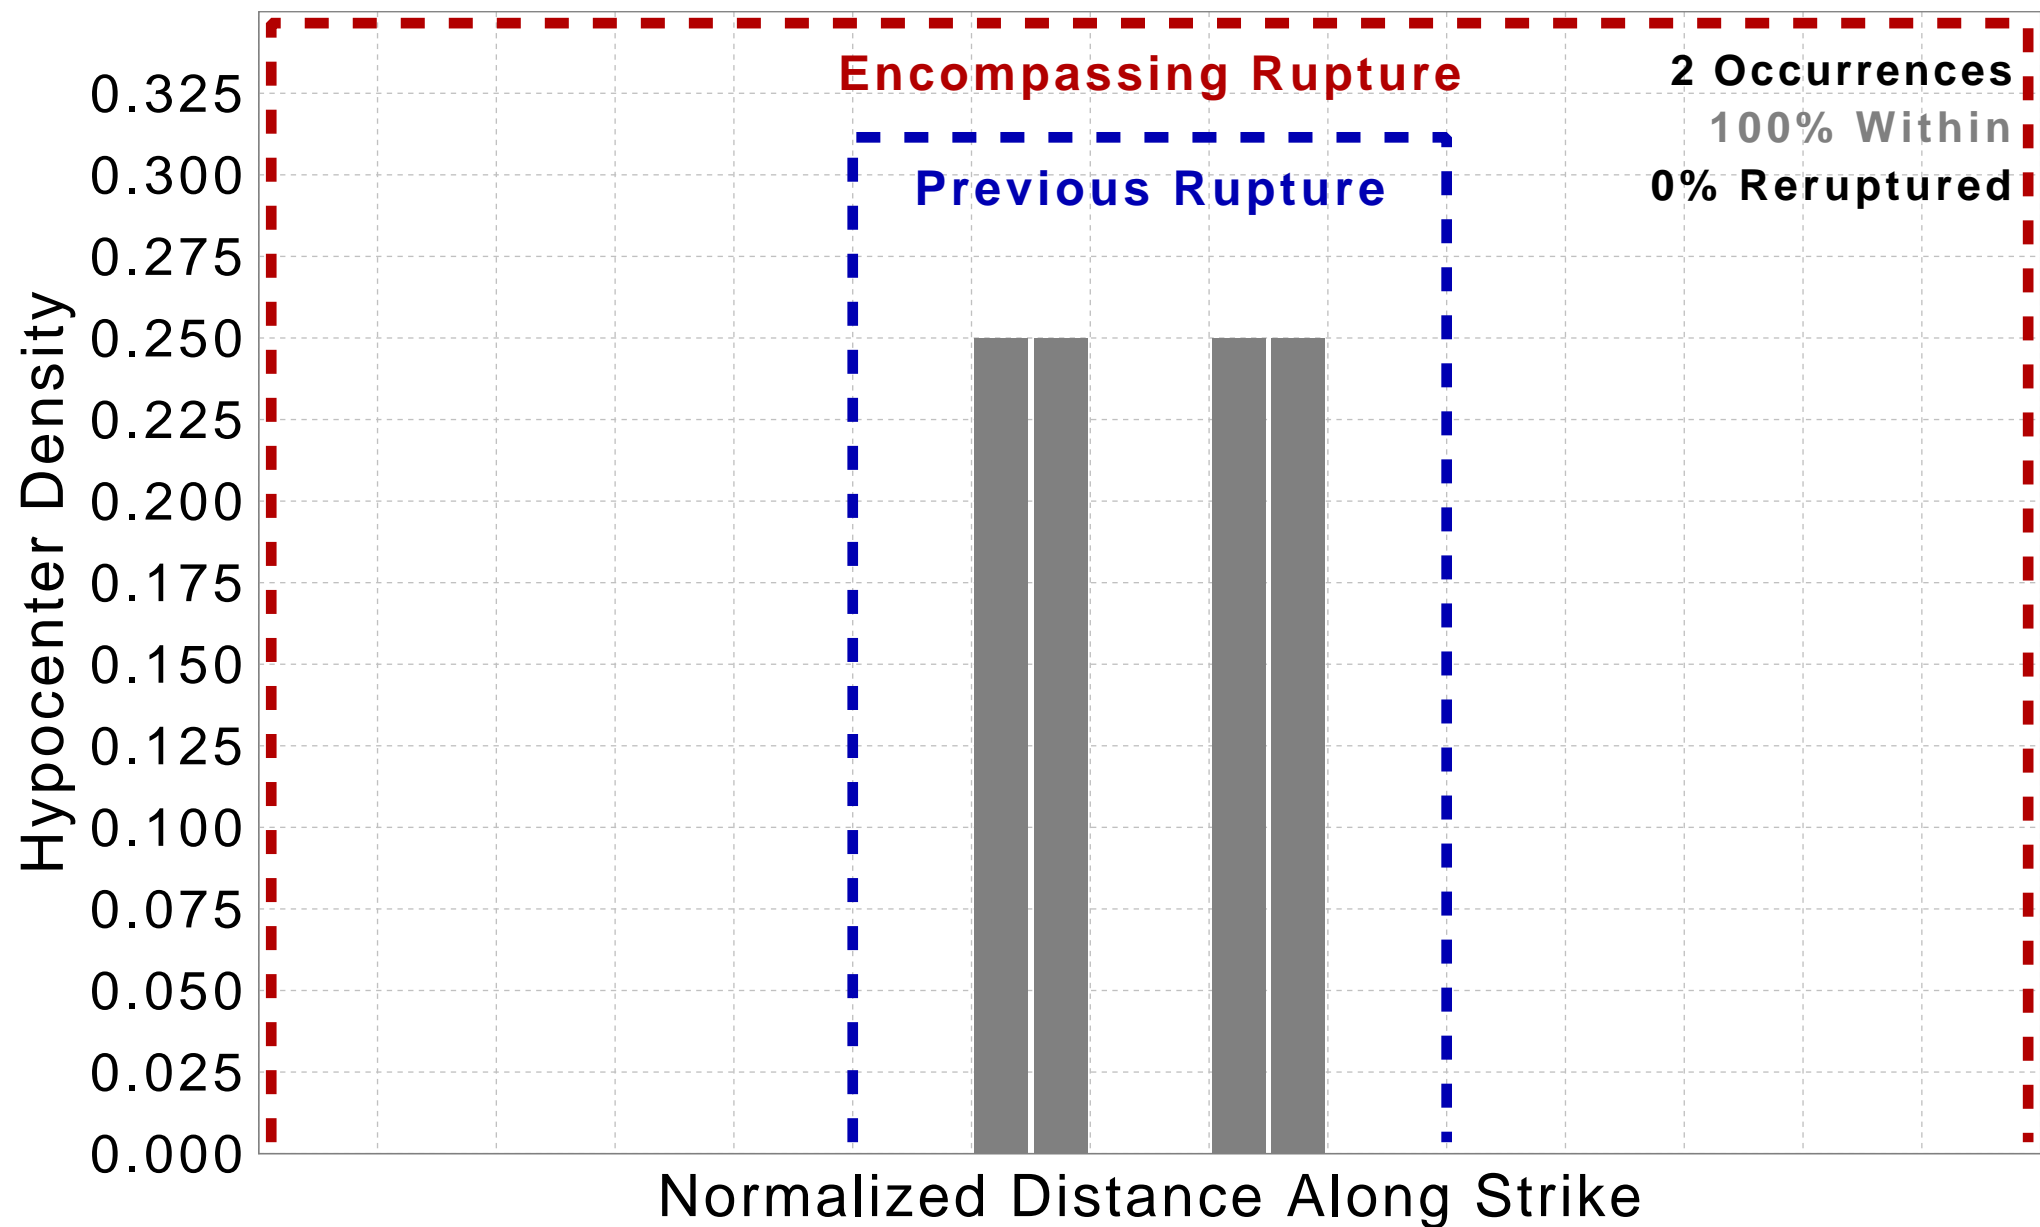 Encompassing Rupture
2 Occurrences
100% Within
Previous Rupture
0% Reruptured
0.325
0.300
0.275
0.250
0.225
0.200
0.175
0.150
0.125
0.100
0.075
0.050
0.025
0.000
Hypocenter Density
Normalized Distance Along Strike